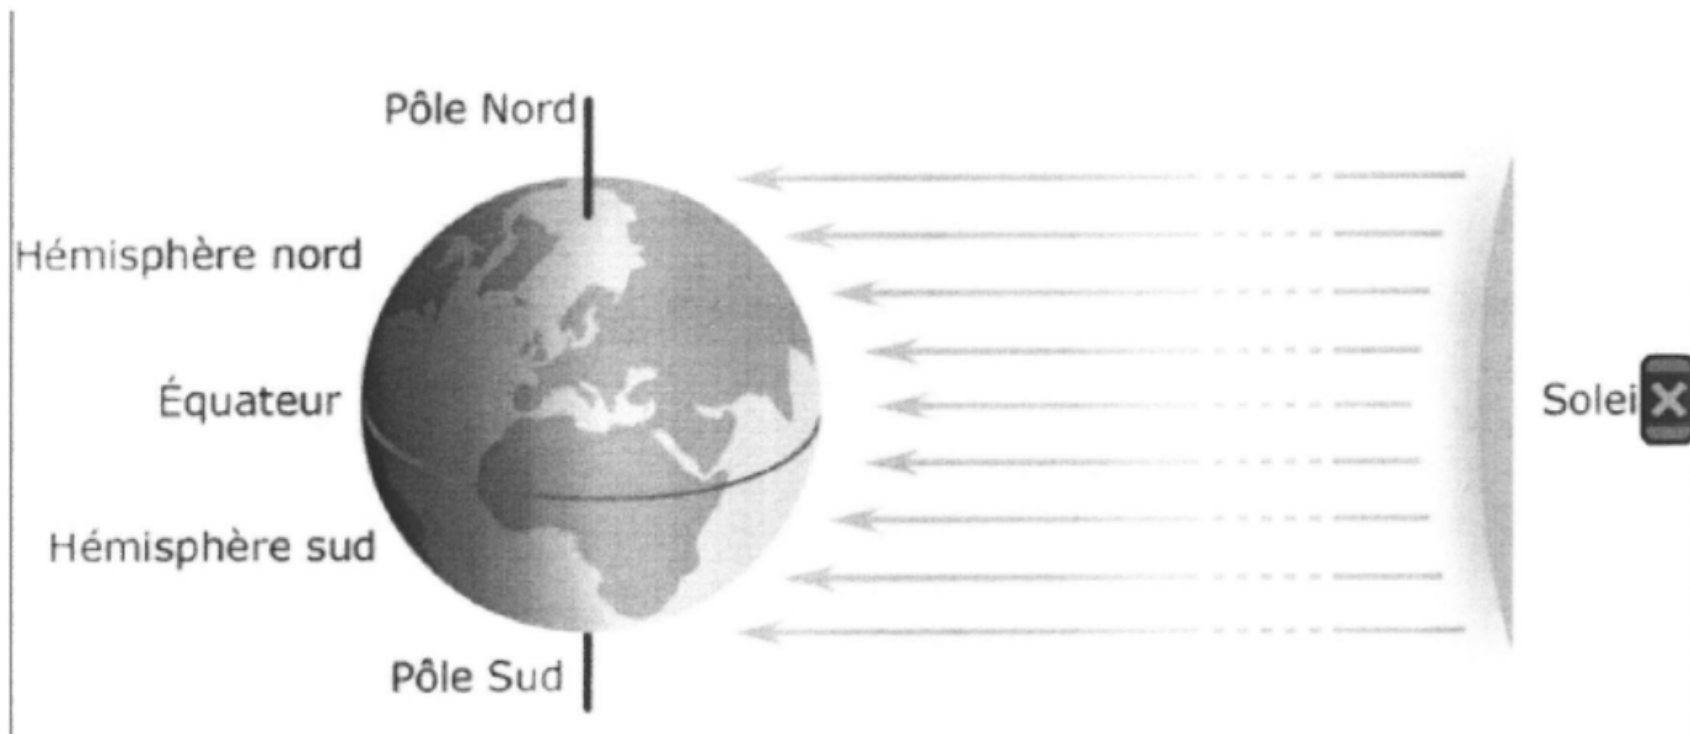 Pôle Nord
Hémisphère nord
Équateur
Solei
Hémisphère sud
Pôle Sud